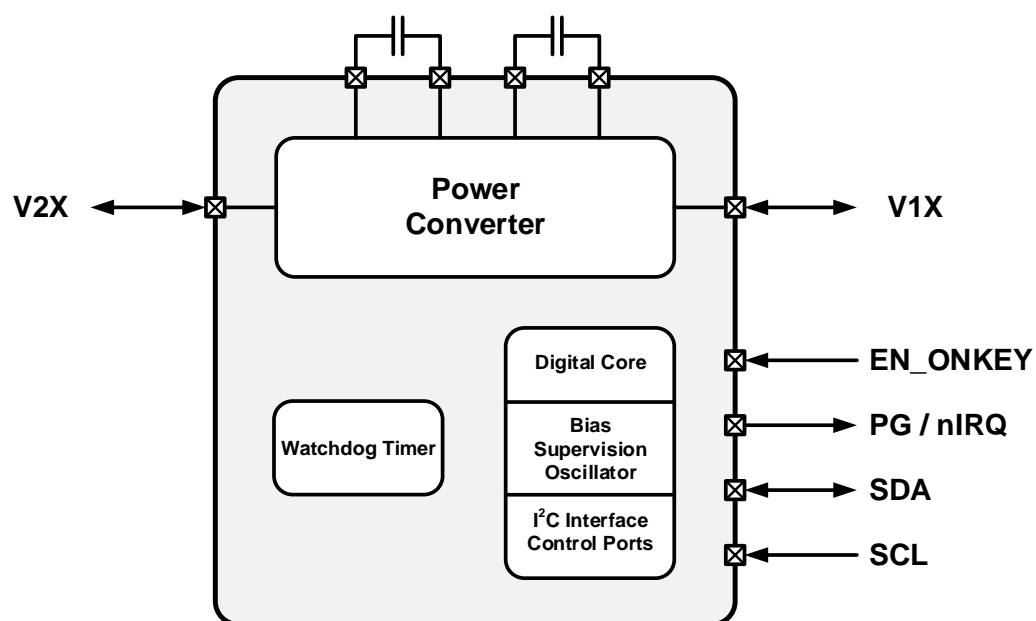 Power
Converter
V2X
V1X
Digital Core
EN_ONKEY
Bias
Supervision
Oscillator
PG / nIRQ
Watchdog Timer
SDA
I²C Interface
Control Ports
SCL